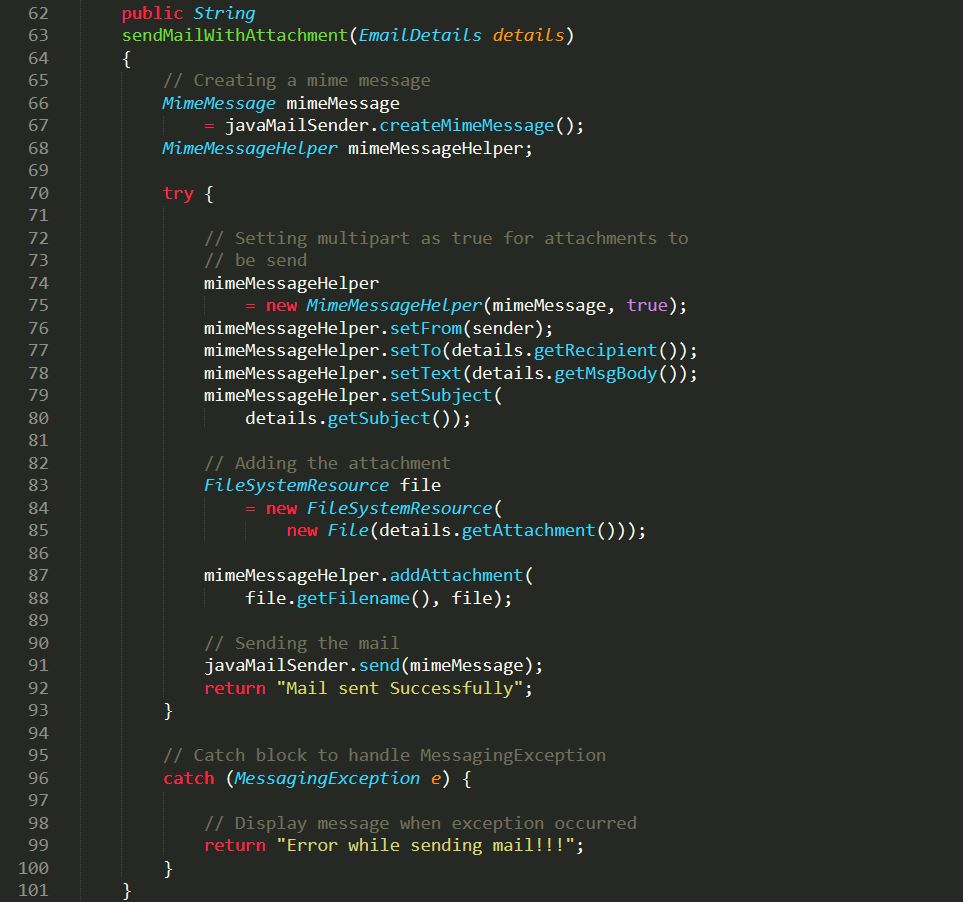 62 public String
63 sendMailWithAttachment(EmailDetails details)
64 {
65 // Creating a mime message
66 MimeMessage mimeMessage
67 = javaMailSender.createMimeMessage();
68 MimeMessageHelper mimeMessageHelper;
69
70 try {
71
72 // Setting multipart as true for attachments to
73 // be send
74 mimeMessageHelper
75 = new MimeMessageHelper(mimeMessage, true);
76 mimeMessageHelper.setFrom(sender);
77 mimeMessageHelper.setTo(details.getRecipient());
78 mimeMessageHelper.setText(details.getMsgBody());
79 mimeMessageHelper.setSubject(
80 details.getSubject());
81
82 // Adding the attachment
83 FileSystemResource file
84 = new FileSystemResource(
85 new File(details.getAttachment()));
86
87 mimeMessageHelper.addAttachment(
88 file.getFilename(), file);
89
90 // Sending the mail
91 javaMailSender.send(mimeMessage);
92 return "Mail sent Successfully";
93 }
94
95 // Catch block to handle MessagingException
96 catch (MessagingException e) {
97
98 // Display message when exception occurred
99 return "Error while sending mail!!!";
100 }
101 }